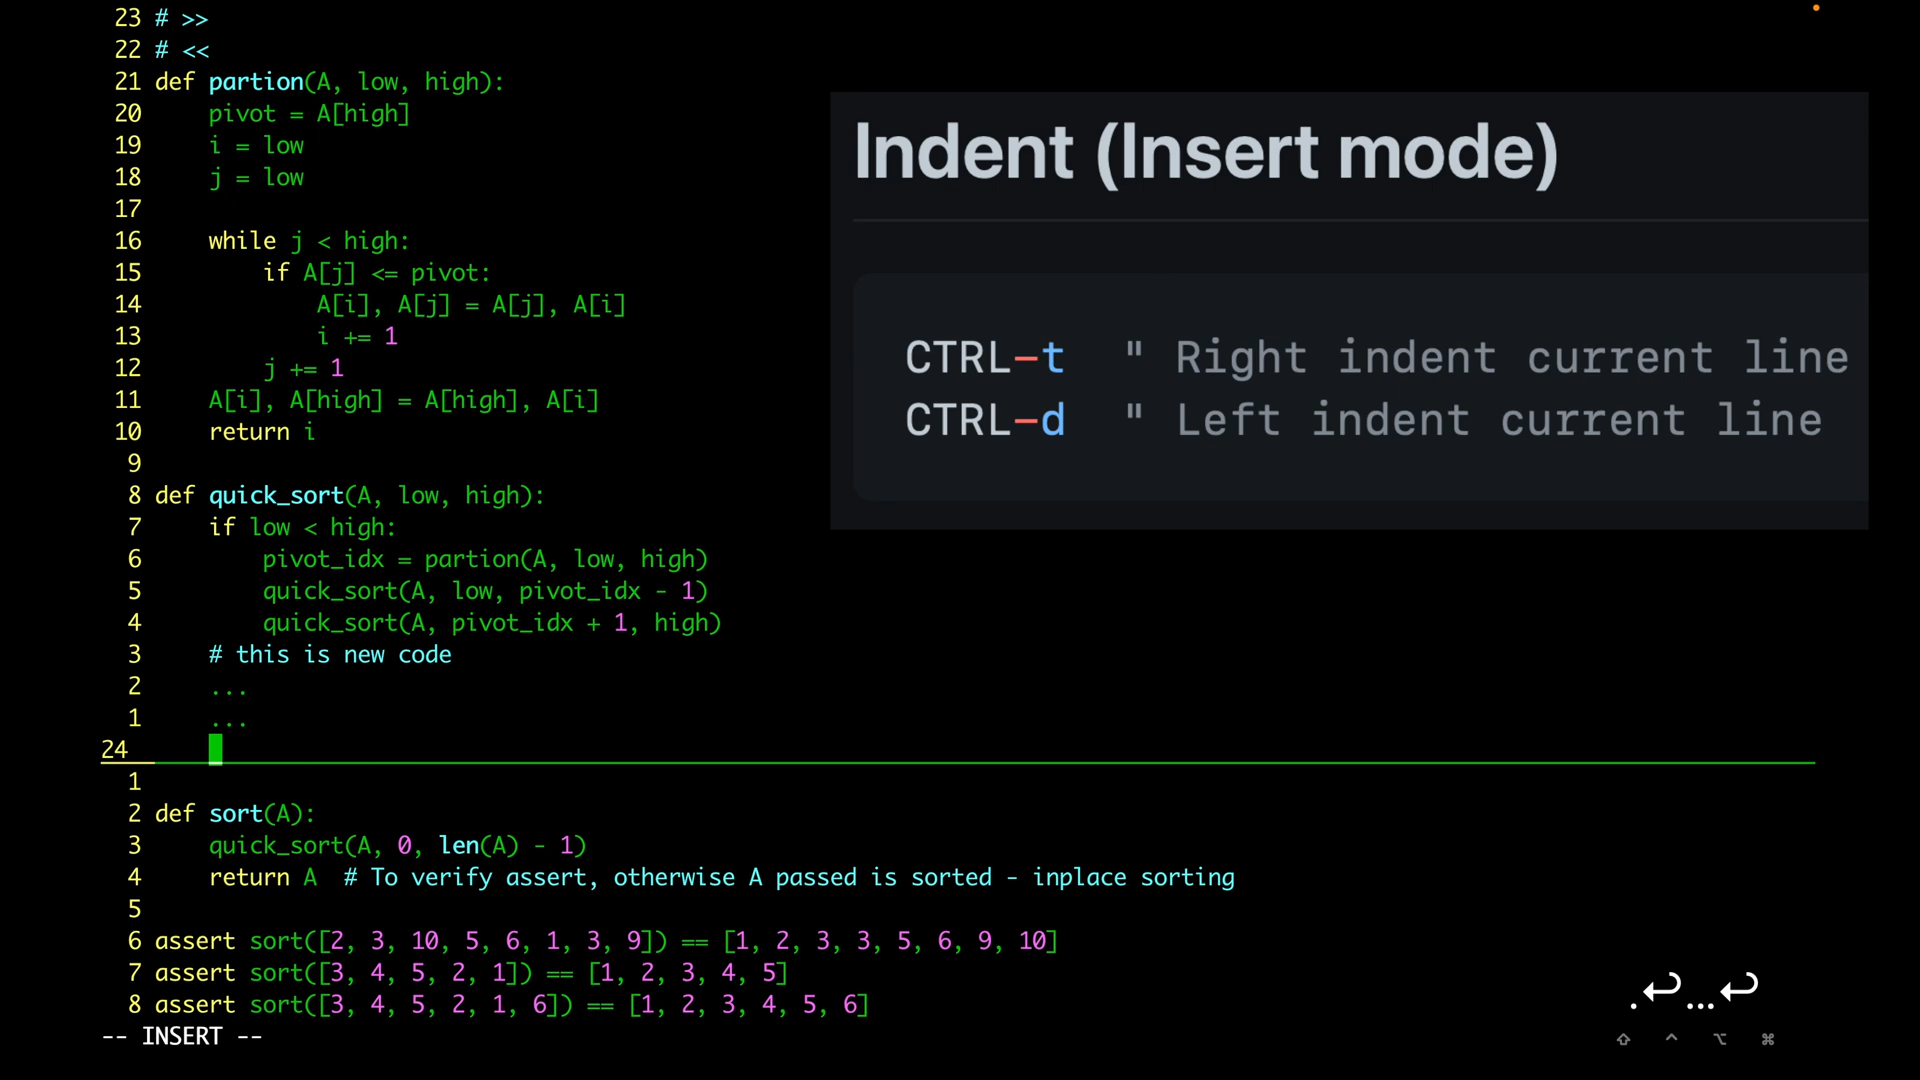 23 # >>
22 # <<
21 def partion(A, low, high):
20     pivot = A[high]
19     i = low
18     j = low
17
16     while j < high:
15         if A[j] <= pivot:
14             A[i], A[j] = A[j], A[i]
13             i += 1
12         j += 1
11     A[i], A[high] = A[high], A[i]
10     return i
9
8 def quick_sort(A, low, high):
7     if low < high:
6         pivot_idx = partion(A, low, high)
5         quick_sort(A, low, pivot_idx - 1)
4         quick_sort(A, pivot_idx + 1, high)
3     # this is new code
2     ...
1     ...
24
1
2 def sort(A):
3     quick_sort(A, 0, len(A) - 1)
4     return A  # To verify assert, otherwise A passed is sorted - inplace sorting
5
6 assert sort([2, 3, 10, 5, 6, 1, 3, 9]) == [1, 2, 3, 3, 5, 6, 9, 10]
7 assert sort([3, 4, 5, 2, 1]) == [1, 2, 3, 4, 5]
8 assert sort([3, 4, 5, 2, 1, 6]) == [1, 2, 3, 4, 5, 6]
-- INSERT --
Indent (Insert mode)
CTRL-t  " Right indent current line
CTRL-d  " Left indent current line
.↩...↩
⇧ ^ ⌥ ⌘